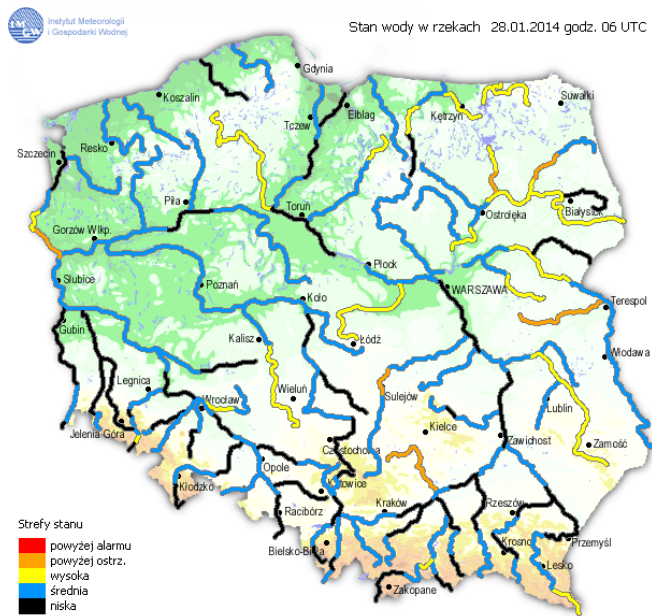 Instytut Meteorologii
i Gospodarki Wodnej
Stan wody w rzekach 28.01.2014 godz. 06 UTC
Gdynia
Koszalin
Suwałki
Elbląg
Kętrzyn
Tczew
Resko
Szczecin
Piła
Toruń
Białystok
Ostrołęka
Gorzów Wlkp.
Płock
Słubice
Poznań
WARSZAWA
Koło
Terespol
Gubin
Kalisz
Łódź
Włodawa
Legnica
Wieluń
Sulejów
Wrocław
Lublin
Jelenia Góra
Kielce
Zawichost
Zamość
Częstochowa
Opole
Kłodzko
Katowice
Racibórz
Kraków
Rzeszów
Bielsko-Biała
Krosno
Przemyśl
Lesko
Zakopane
Strefy stanu
powyżej alarmu
powyżej ostrz.
wysoka
średnia
niska